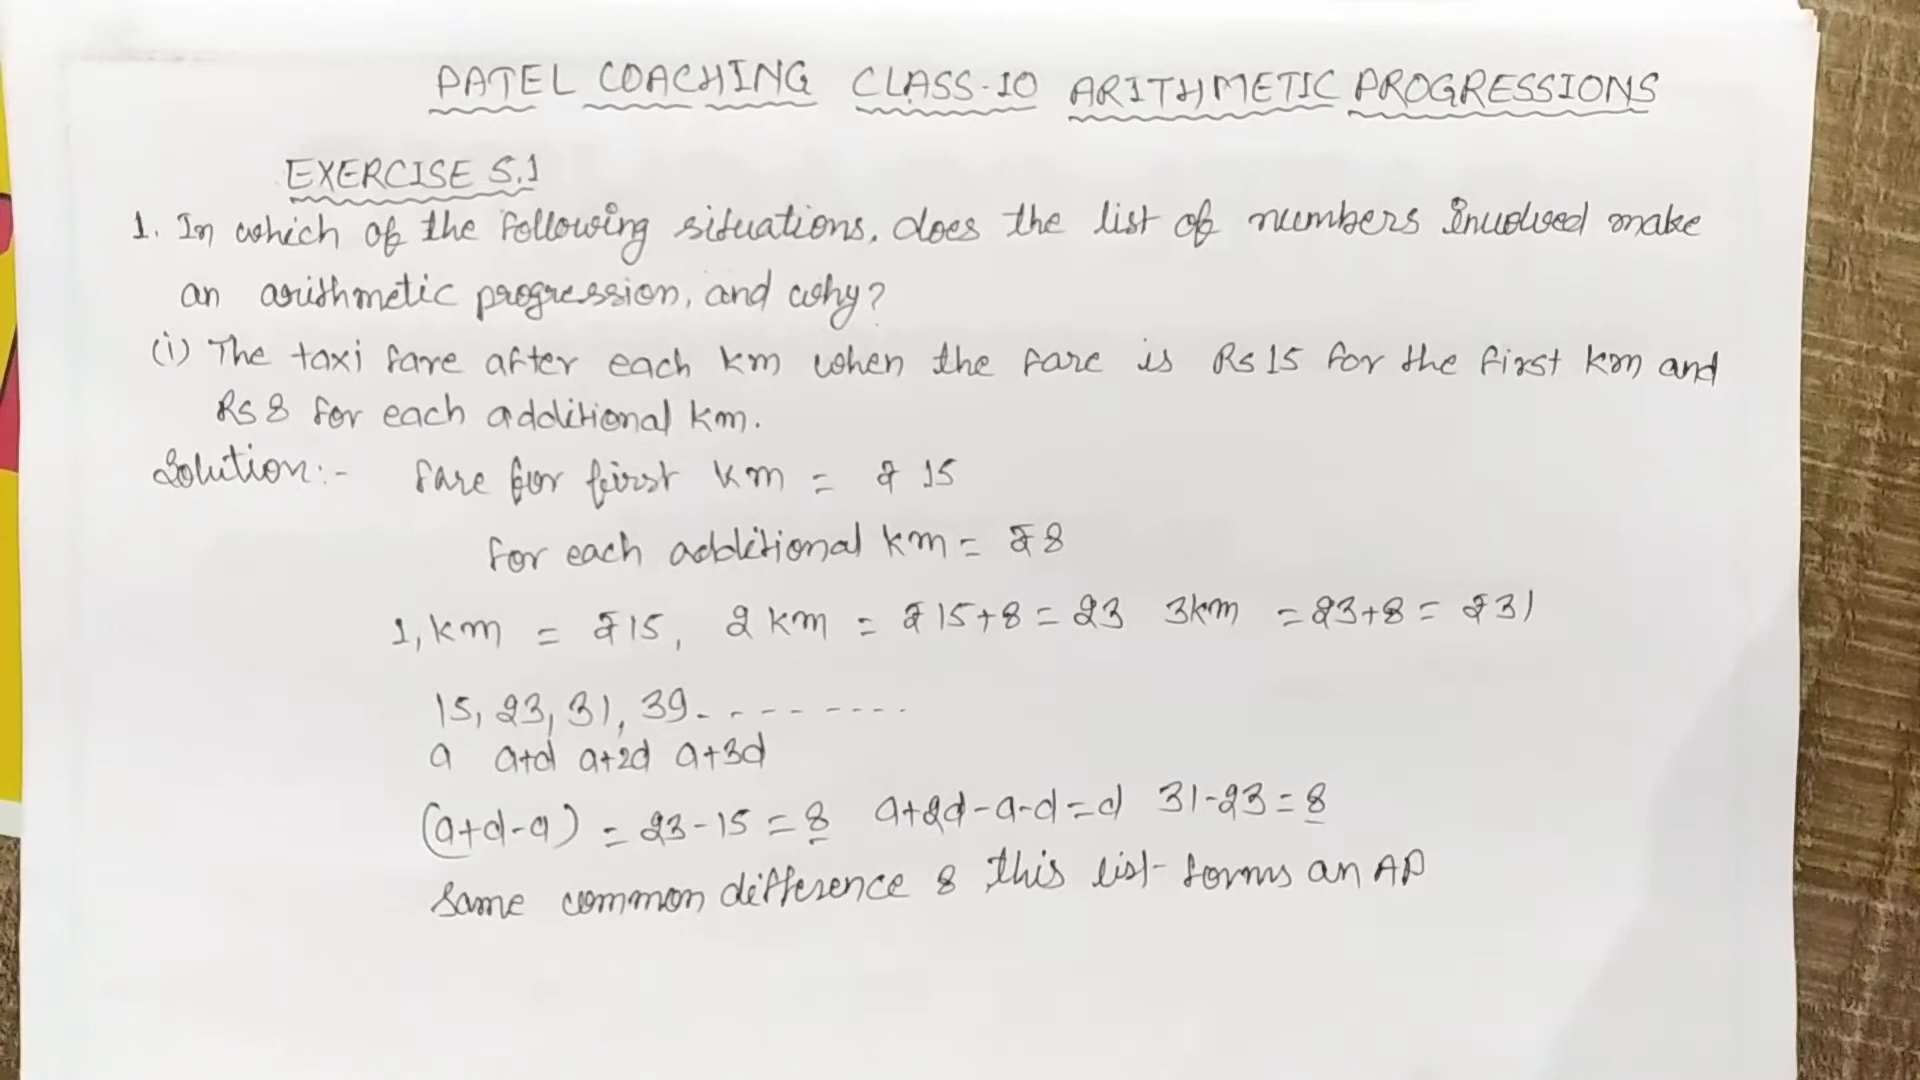 PATEL COACHING CLASS-10 ARITHMETIC PROGRESSIONS
EXERCISE 5.1
1. In which of the following situations, does the list of numbers involved make
an arithmetic progression, and why?
(i) The taxi fare after each km when the fare is Rs 15 for the first km and
Rs 8 for each additional km.
Solution:- fare for first km = ₹ 15
for each additional km = ₹ 8
1, km = ₹ 15, 2 km = ₹ 15+8 = 23 3km = 23+8 = ₹ 31
15, 23, 31, 39- - - - - - - - -
a a+d a+2d a+3d
(a+d-a) = 23-15 = 8 a+2d-a-d=d 31-23=8
Same common difference 8 this list forms an AP